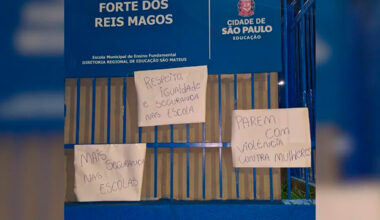 FORTE DOS
REIS MAGOS
Escola Municipal de Ensino Fundamental
DIRETORIA REGIONAL DE EDUCAÇÃO SÃO MATEUS
CIDADE DE
SÃO PAULO
EDUCAÇÃO
RESPEITO
IGUALDADE
E SEGURANÇA
NAS ESCOLA
PAREM
COM
VIOLÊNCIA
CONTRA MULHERES
MAIS
SEGURANÇA
NAS
ESCOLAS